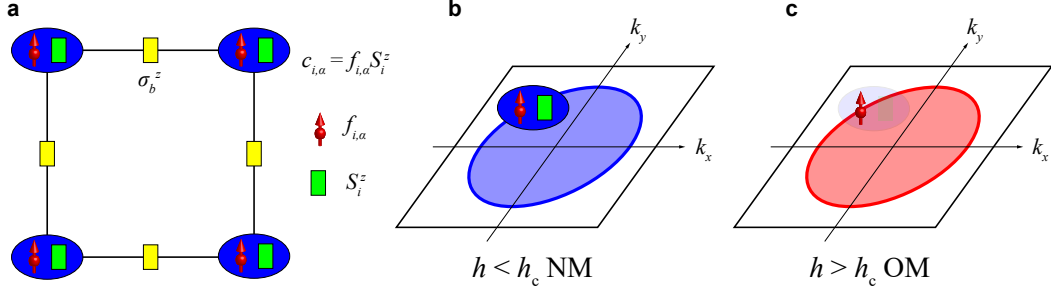 a
σ_b^z
c_{i,α} = f_{i,α} S_i^z
f_{i,α}
S_i^z
b
k_y
k_x
h < h_c NM
c
k_y
k_x
h > h_c OM